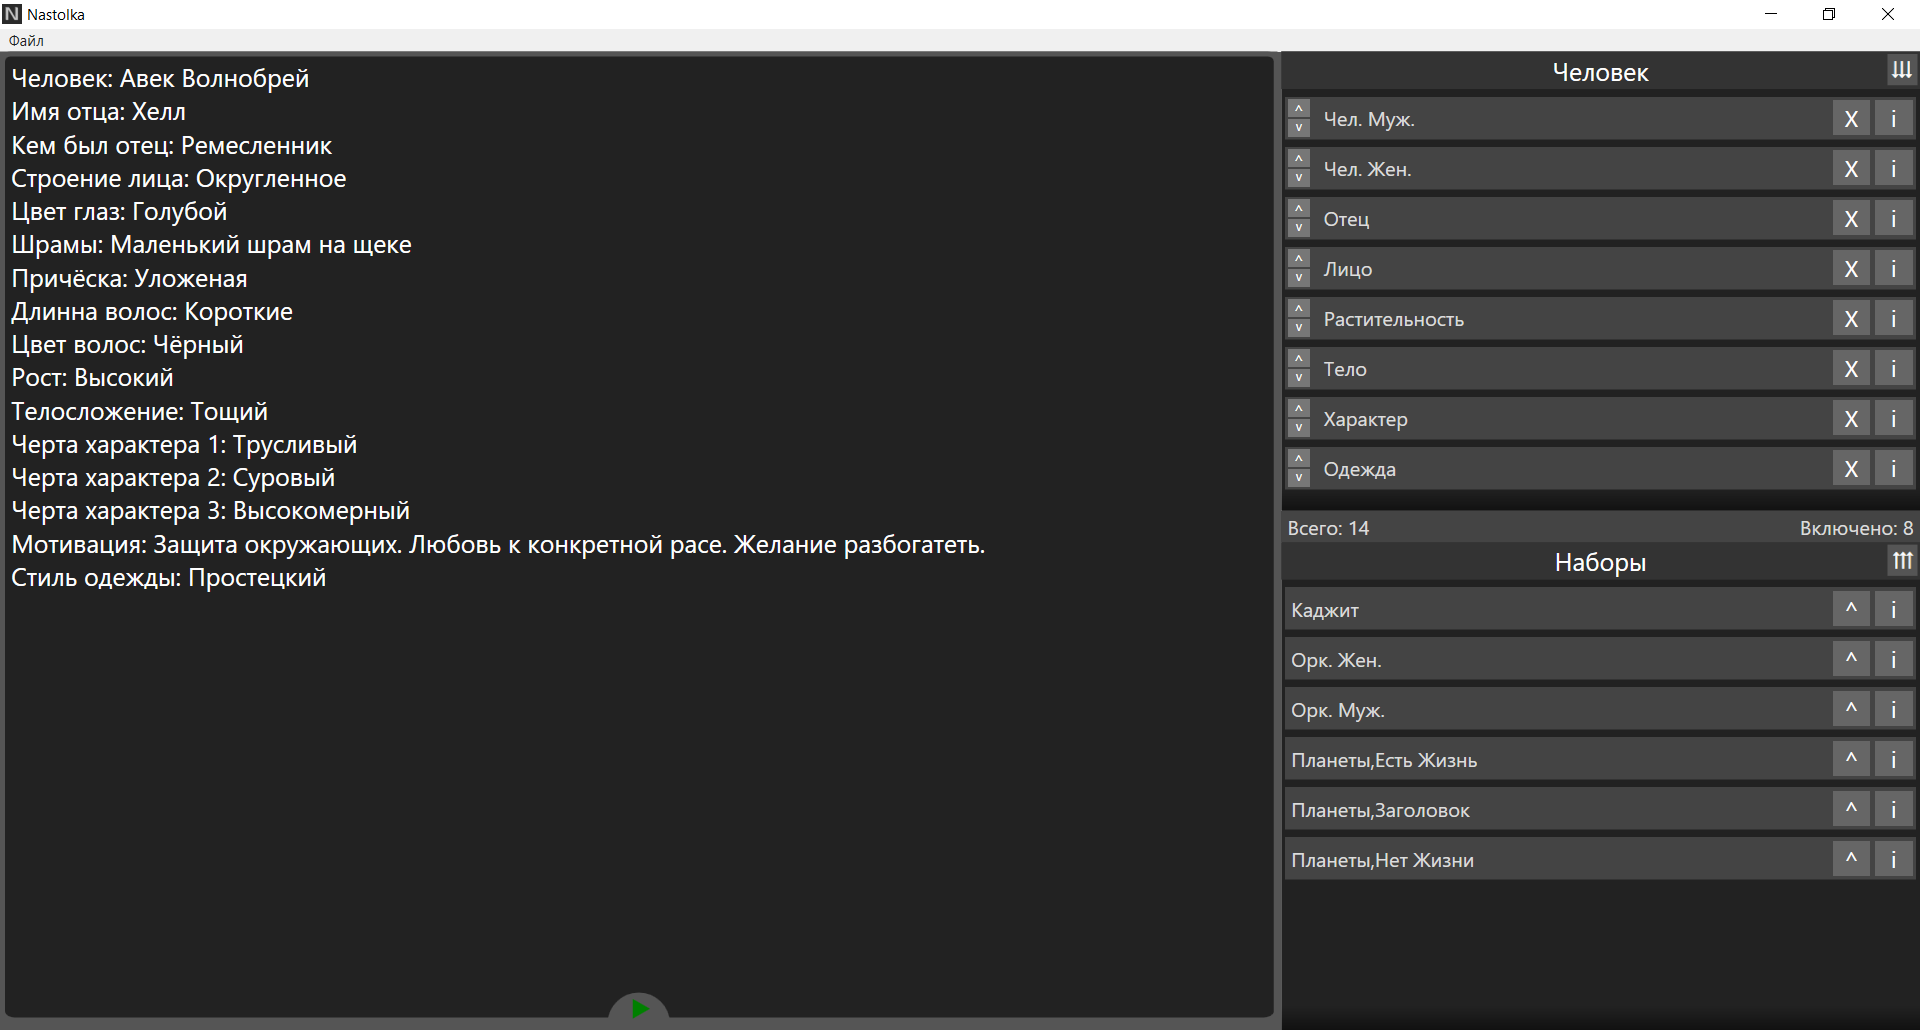 Nastolka
Файл
Человек: Авек Волнобрей
Имя отца: Хелл
Кем был отец: Ремесленник
Строение лица: Округленное
Цвет глаз: Голубой
Шрамы: Маленький шрам на щеке
Причёска: Уложеная
Длинна волос: Короткие
Цвет волос: Чёрный
Рост: Высокий
Телосложение: Тощий
Черта характера 1: Трусливый
Черта характера 2: Суровый
Черта характера 3: Высокомерный
Мотивация: Защита окружающих. Любовь к конкретной расе. Желание разбогатеть.
Стиль одежды: Простецкий
Человек
Чел. Муж. X i
Чел. Жен. X i
Отец X i
Лицо X i
Растительность X i
Тело X i
Характер X i
Одежда X i
Всего: 14 Включено: 8
Наборы
Каджит ^ i
Орк. Жен. ^ i
Орк. Муж. ^ i
Планеты,Есть Жизнь ^ i
Планеты,Заголовок ^ i
Планеты,Нет Жизни ^ i